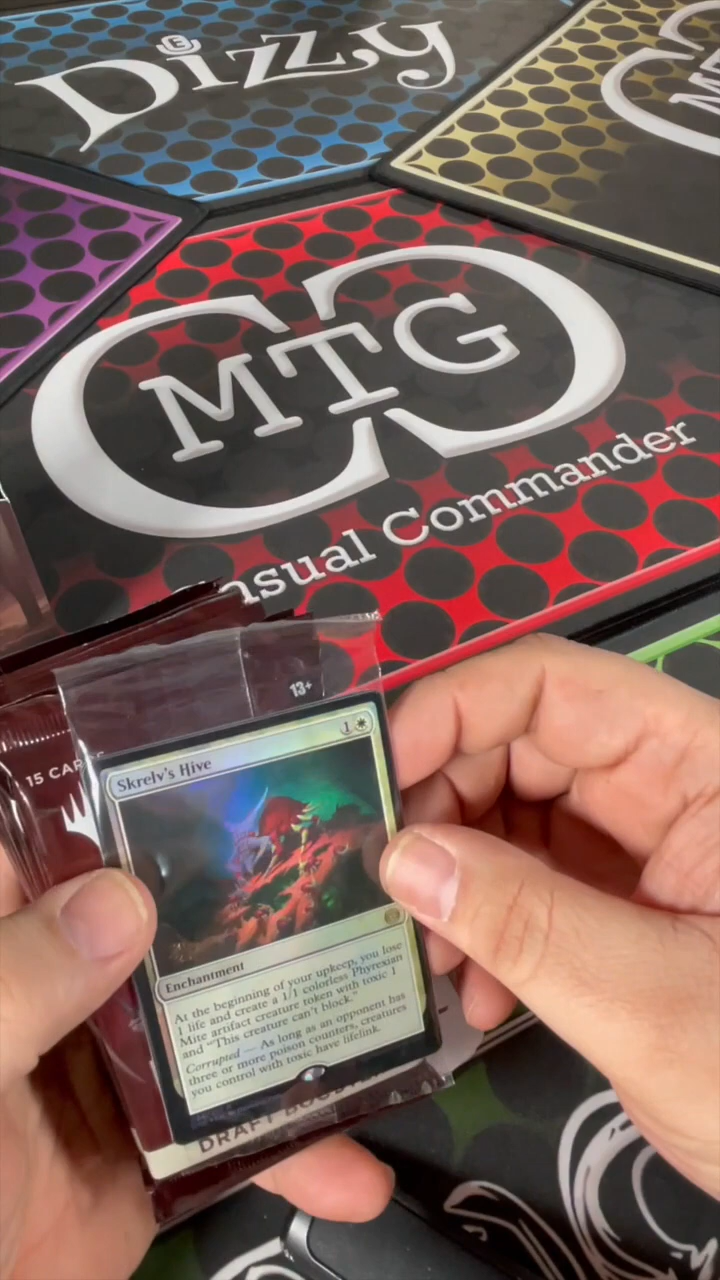 Dizzy
MTG
Casual Commander
13+
15 CAR
Skrelv's Hive
1
Enchantment
At the beginning of your upkeep, you lose
1 life and create a 1/1 colorless Phyrexian
Mite artifact creature token with toxic 1
and "This creature can't block."
Corrupted — As long as an opponent has
three or more poison counters, creatures
you control with toxic have lifelink.
DRAFT BOOSTER